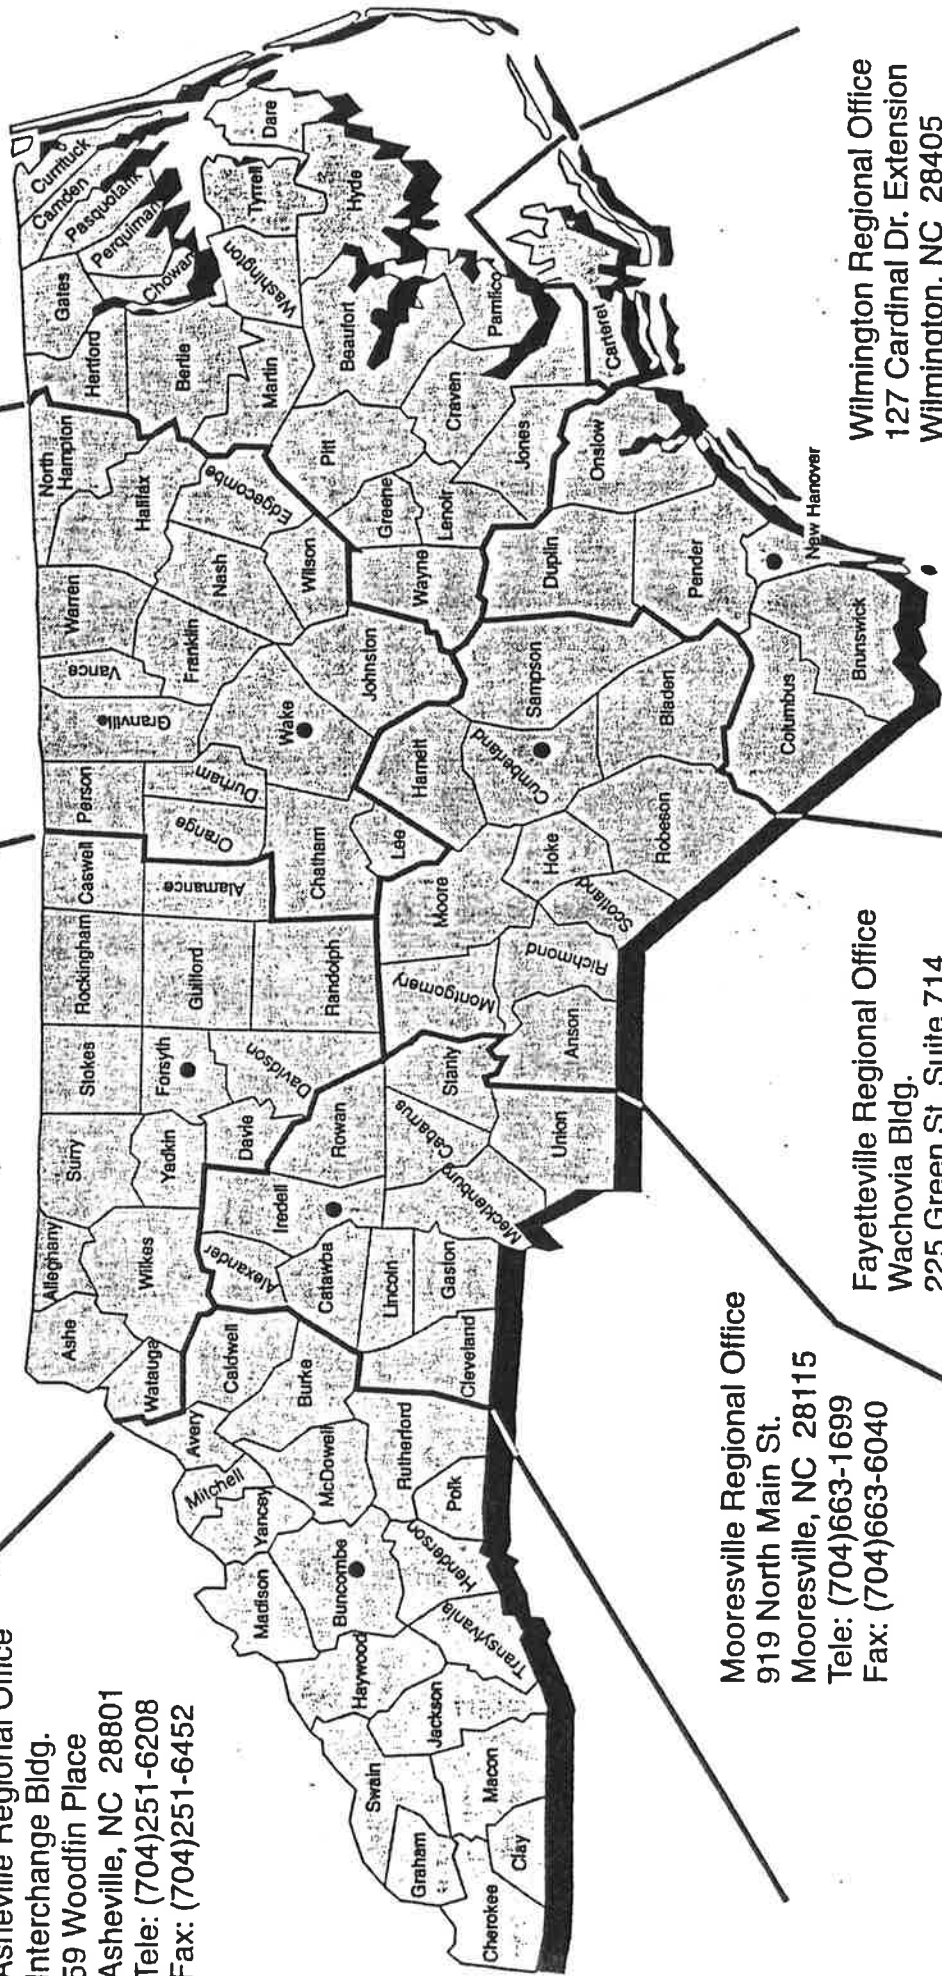 Asheville Regional Office
Interchange Bldg.
59 Woodfin Place
Asheville, NC 28801
Tele: (704)251-6208
Fax: (704)251-6452
Mooresville Regional Office
919 North Main St.
Mooresville, NC 28115
Tele: (704)663-1699
Fax: (704)663-6040
Fayetteville Regional Office
Wachovia Bldg.
225 Green St., Suite 714
Wilmington Regional Office
127 Cardinal Dr. Extension
Wilmington, NC 28405
Cherokee
Graham
Clay
Swain
Macon
Jackson
Haywood
Transylvania
Madison
Buncombe
Henderson
Yancey
Mitchell
Avery
McDowell
Rutherford
Polk
Watauga
Caldwell
Burke
Cleveland
Ashe
Alleghany
Wilkes
Alexander
Catawba
Lincoln
Gaston
Iredell
Mecklenburg
Surry
Yadkin
Davie
Rowan
Cabarrus
Union
Stokes
Forsyth
Davidson
Stanly
Anson
Rockingham
Guilford
Randolph
Montgomery
Richmond
Caswell
Alamance
Chatham
Moore
Lee
Hoke
Scotland
Robeson
Person
Orange
Durham
Granville
Wake
Harnett
Cumberland
Bladen
Columbus
Vance
Warren
Franklin
Johnston
Sampson
Brunswick
North
Hampton
Halifax
Nash
Edgecombe
Wilson
Wayne
Duplin
Pender
New Hanover
Greene
Lenoir
Jones
Onslow
Pitt
Craven
Carteret
Pamlico
Beaufort
Martin
Bertie
Hertford
Gates
Chowan
Perquiman
Pasquotank
Camden
Currituck
Washington
Tyrrell
Dare
Hyde